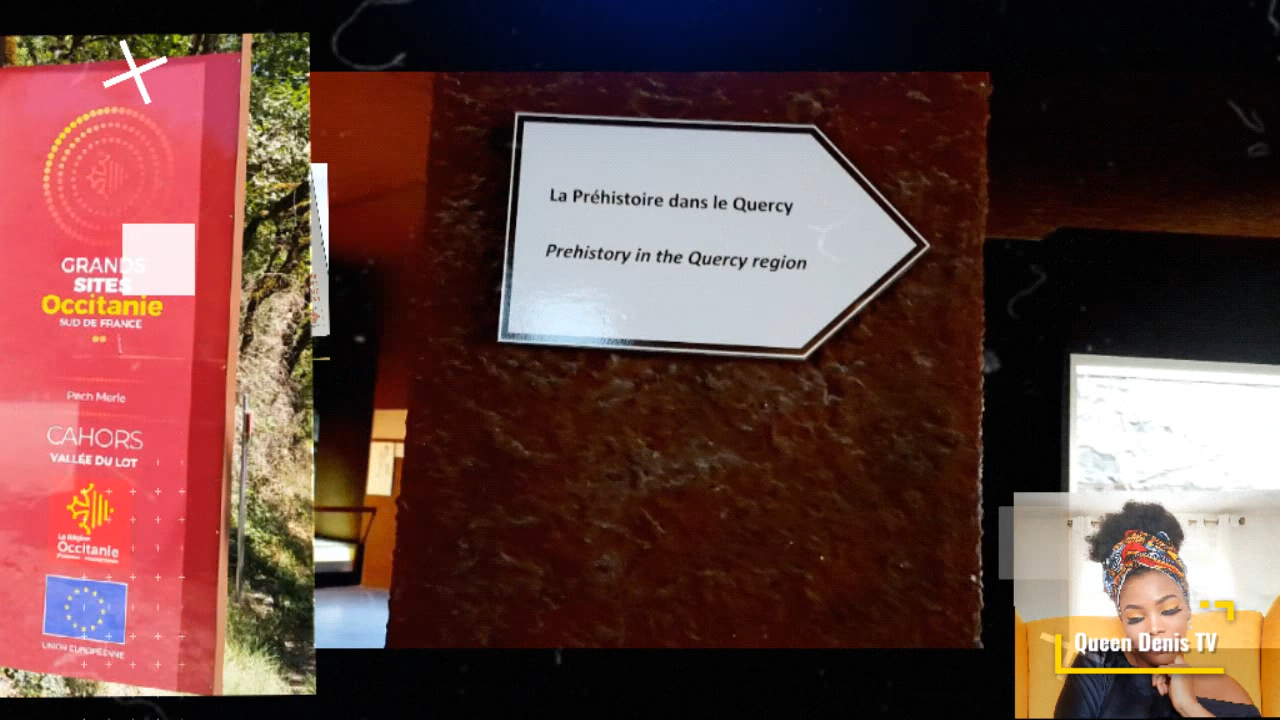 GRANDS
SITES
Occitanie
SUD DE FRANCE
Pech Merle
CAHORS
VALLÉE DU LOT
La Région
Occitanie
UNION EUROPÉENNE
La Préhistoire dans le Quercy
Prehistory in the Quercy region
Queen Denis TV